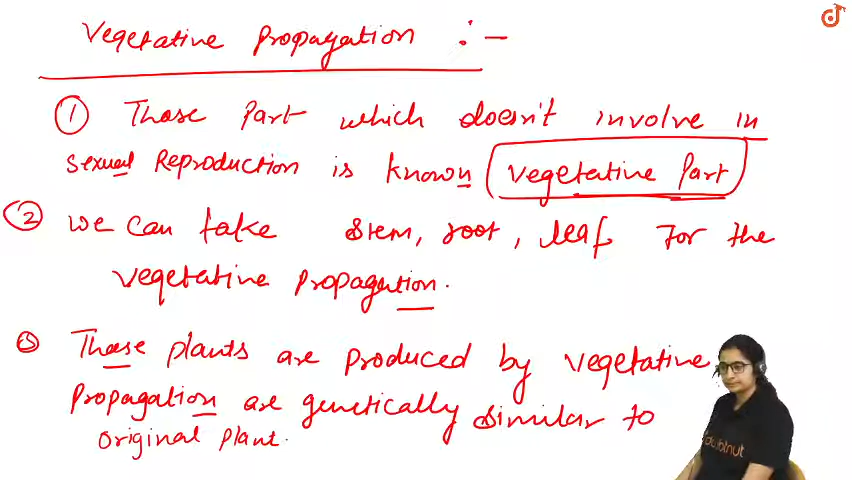 Vegetative Propagation :-
① Those Part which doesn't involve in
sexual Reproduction is known vegetative Part
② we can take stem, root, leaf for the
vegetative propagation.
③ Those plants are produced by vegetative
propagation are genetically similar to
original plant.
doubtnut